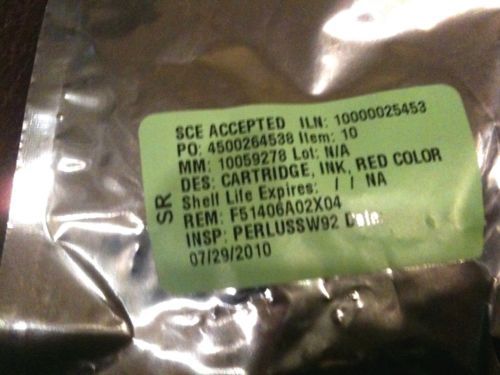 SCE ACCEPTED ILN: 10000025453
PO: 4500264538 Item: 10
MM: 10059278 Lot: N/A
DES: CARTRIDGE, INK, RED COLOR
Shelf Life Expires: / / NA
REM: F51406A02X04
INSP: PERLUSSW92 Date:
07/29/2010
SR